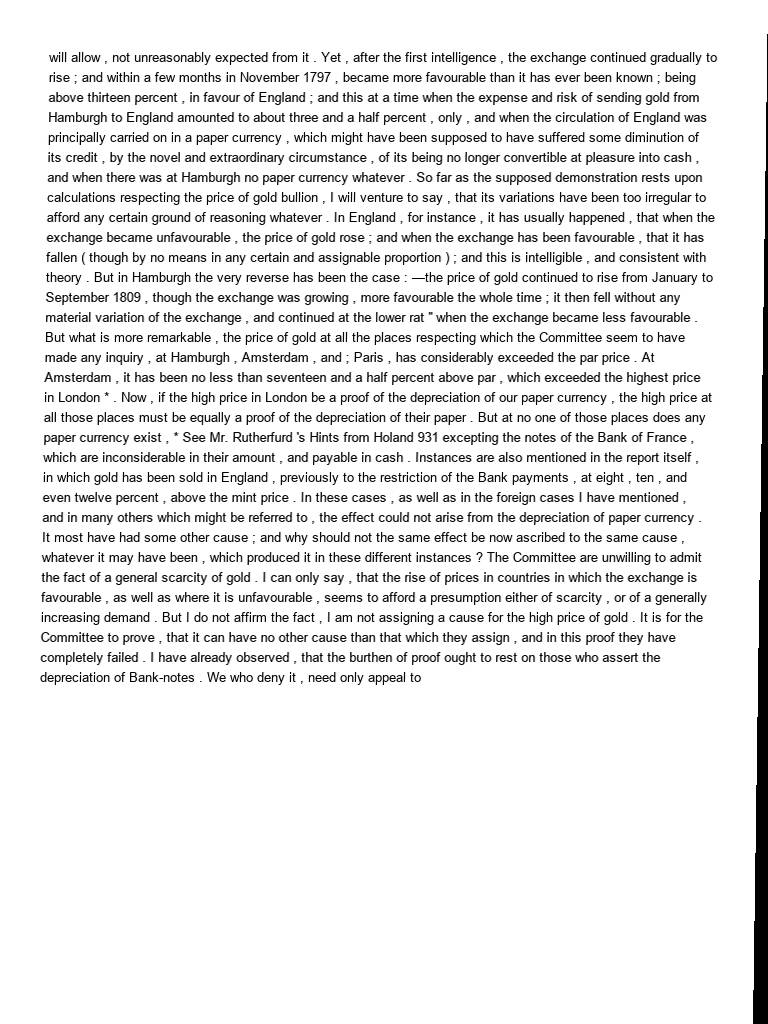 will allow , not unreasonably expected from it . Yet , after the first intelligence , the exchange continued gradually to
rise ; and within a few months in November 1797 , became more favourable than it has ever been known ; being
above thirteen percent , in favour of England ; and this at a time when the expense and risk of sending gold from
Hamburgh to England amounted to about three and a half percent , only , and when the circulation of England was
principally carried on in a paper currency , which might have been supposed to have suffered some diminution of
its credit , by the novel and extraordinary circumstance , of its being no longer convertible at pleasure into cash ,
and when there was at Hamburgh no paper currency whatever . So far as the supposed demonstration rests upon
calculations respecting the price of gold bullion , I will venture to say , that its variations have been too irregular to
afford any certain ground of reasoning whatever . In England , for instance , it has usually happened , that when the
exchange became unfavourable , the price of gold rose ; and when the exchange has been favourable , that it has
fallen ( though by no means in any certain and assignable proportion ) ; and this is intelligible , and consistent with
theory . But in Hamburgh the very reverse has been the case : —the price of gold continued to rise from January to
September 1809 , though the exchange was growing , more favourable the whole time ; it then fell without any
material variation of the exchange , and continued at the lower rat " when the exchange became less favourable .
But what is more remarkable , the price of gold at all the places respecting which the Committee seem to have
made any inquiry , at Hamburgh , Amsterdam , and ; Paris , has considerably exceeded the par price . At
Amsterdam , it has been no less than seventeen and a half percent above par , which exceeded the highest price
in London * . Now , if the high price in London be a proof of the depreciation of our paper currency , the high price at
all those places must be equally a proof of the depreciation of their paper . But at no one of those places does any
paper currency exist , * See Mr. Rutherfurd 's Hints from Holand 931 excepting the notes of the Bank of France ,
which are inconsiderable in their amount , and payable in cash . Instances are also mentioned in the report itself ,
in which gold has been sold in England , previously to the restriction of the Bank payments , at eight , ten , and
even twelve percent , above the mint price . In these cases , as well as in the foreign cases I have mentioned ,
and in many others which might be referred to , the effect could not arise from the depreciation of paper currency .
It most have had some other cause ; and why should not the same effect be now ascribed to the same cause ,
whatever it may have been , which produced it in these different instances ? The Committee are unwilling to admit
the fact of a general scarcity of gold . I can only say , that the rise of prices in countries in which the exchange is
favourable , as well as where it is unfavourable , seems to afford a presumption either of scarcity , or of a generally
increasing demand . But I do not affirm the fact , I am not assigning a cause for the high price of gold . It is for the
Committee to prove , that it can have no other cause than that which they assign , and in this proof they have
completely failed . I have already observed , that the burthen of proof ought to rest on those who assert the
depreciation of Bank-notes . We who deny it , need only appeal to